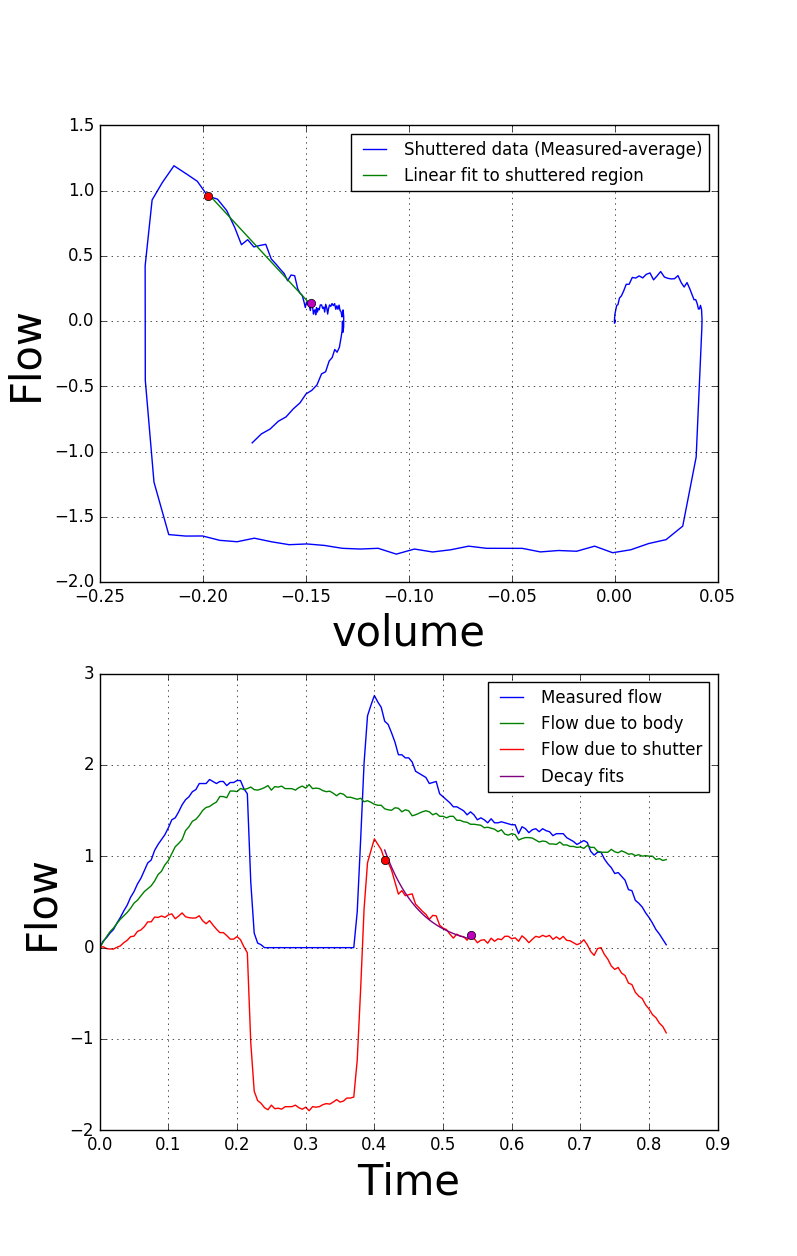 1.5
1.0
0.5
0.0
−0.5
−1.0
−1.5
−2.0
Flow
Shuttered data (Measured-average)
Linear fit to shuttered region
−0.25 −0.20 −0.15 −0.10 −0.05 0.00 0.05
volume
3
2
1
0
−1
−2
Flow
Measured flow
Flow due to body
Flow due to shutter
Decay fits
0.0 0.1 0.2 0.3 0.4 0.5 0.6 0.7 0.8 0.9
Time